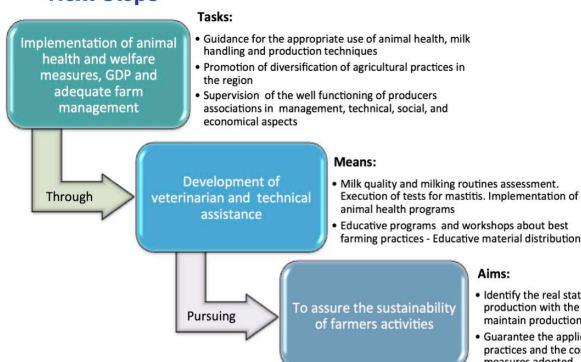 Tasks:
Implementation of animal
health and welfare
measures, GDP and
adequate farm
management
• Guidance for the appropriate use of animal health, milk
handling and production techniques
• Promotion of diversification of agricultural practices in
the region
• Supervision of the well functioning of producers
associations in management, technical, social, and
economical aspects
Through
Development of
veterinarian and technical
assistance
Means:
• Milk quality and milking routines assessment.
Execution of tests for mastitis. Implementation of
animal health programs
• Educative programs and workshops about best
farming practices - Educative material distribution
Pursuing
To assure the sustainability
of farmers activities
Aims:
• Identify the real
production with the
maintain production
• Guarantee the
practices and the
measures adopted